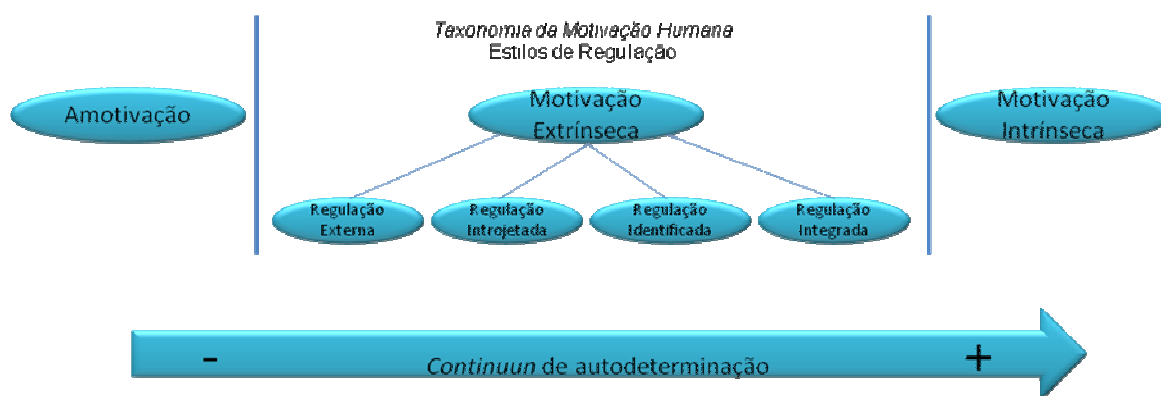 Taxonomia da Motivação Humana
Estilos de Regulação
Amotivação
Motivação
Extrínseca
Motivação
Intrínseca
Regulação
Externa
Regulação
Introjetada
Regulação
Identificada
Regulação
Integrada
-
+
Continuun de autodeterminação